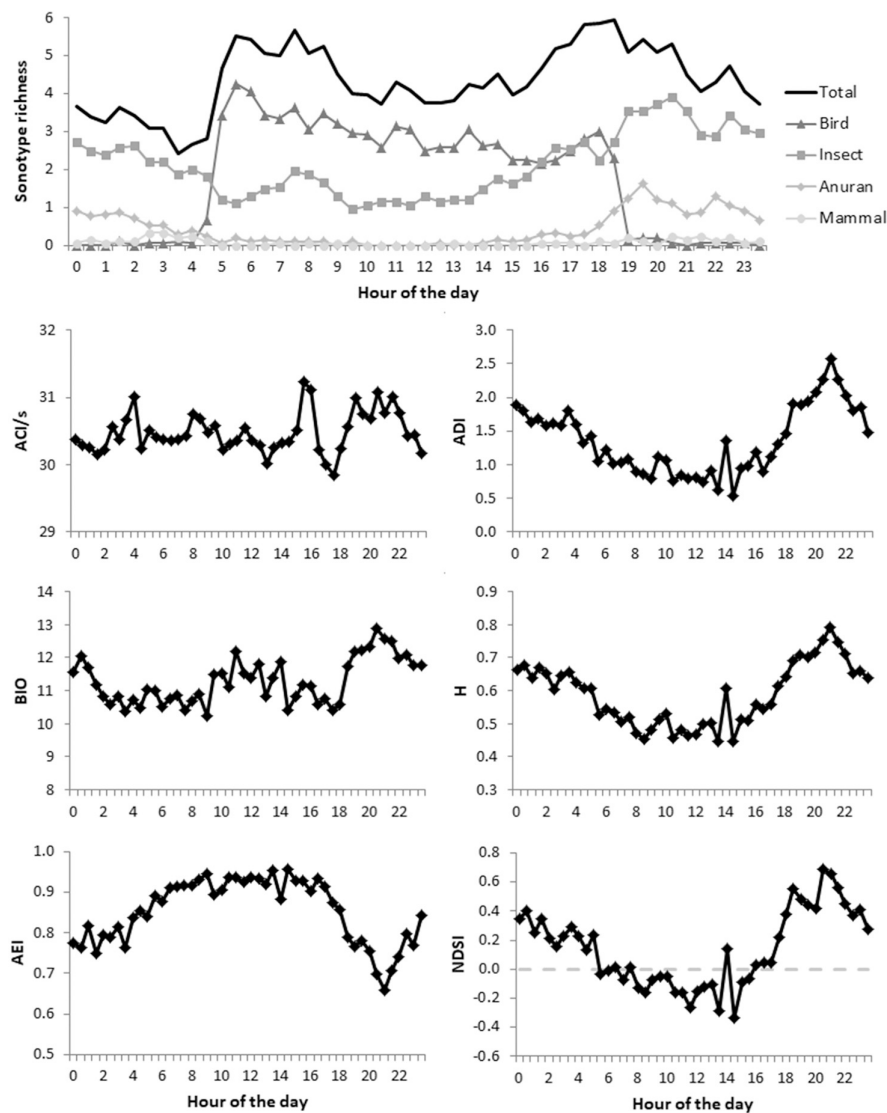 6
5
4
3
2
1
0
Sonotype richness
0 1 2 3 4 5 6 7 8 9 10 11 12 13 14 15 16 17 18 19 20 21 22 23
Hour of the day
Total
Bird
Insect
Anuran
Mammal
32
31
30
29
ACI/s
0 2 4 6 8 10 12 14 16 18 20 22
3.0
2.5
2.0
1.5
1.0
0.5
0.0
ADI
0 2 4 6 8 10 12 14 16 18 20 22
14
13
12
11
10
9
8
BIO
0 2 4 6 8 10 12 14 16 18 20 22
0.9
0.8
0.7
0.6
0.5
0.4
0.3
H
0 2 4 6 8 10 12 14 16 18 20 22
1.0
0.9
0.8
0.7
0.6
0.5
AEI
0 2 4 6 8 10 12 14 16 18 20 22
Hour of the day
0.8
0.6
0.4
0.2
0.0
-0.2
-0.4
-0.6
NDSI
0 2 4 6 8 10 12 14 16 18 20 22
Hour of the day